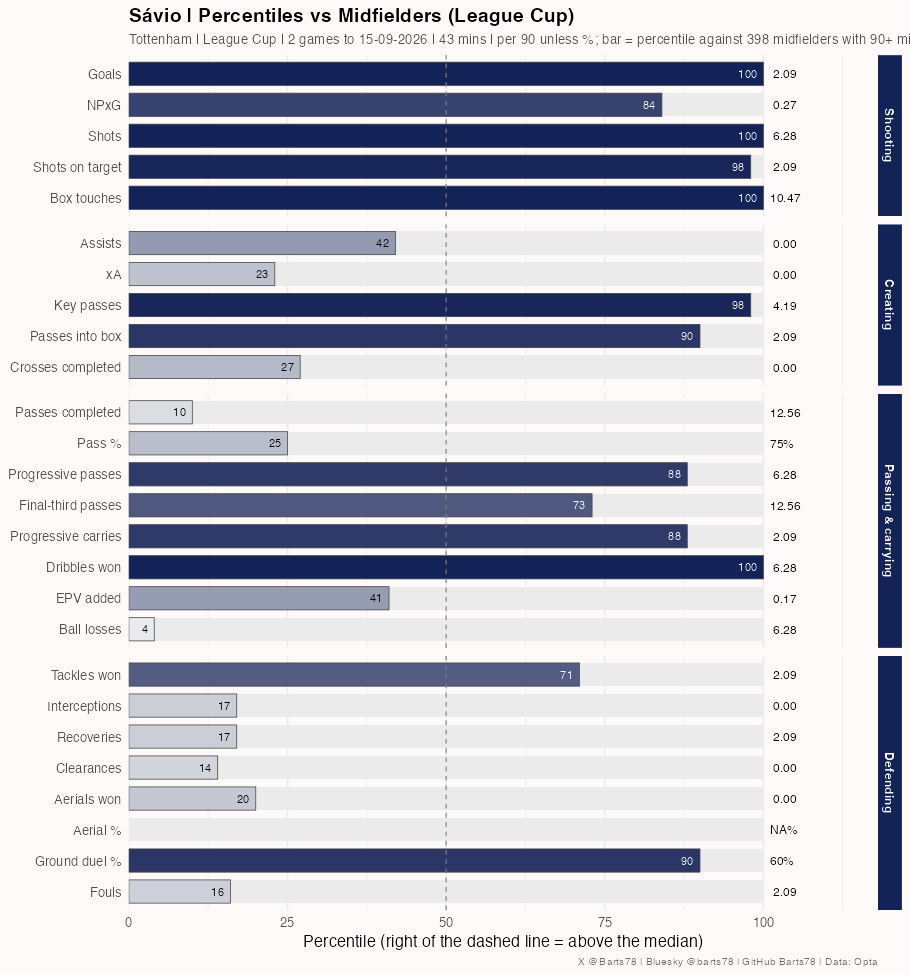 Sávio | Percentiles vs Midfielders (League Cup)
Tottenham | League Cup | 2 games to 15-09-2026 | 43 mins | per 90 unless %; bar = percentile against 398 midfielders with 90+ mi
Goals 100 2.09
NPxG 84 0.27
Shots 100 6.28
Shots on target 98 2.09
Box touches 100 10.47
Shooting
Assists 42 0.00
xA 23 0.00
Key passes 98 4.19
Passes into box 90 2.09
Crosses completed 27 0.00
Creating
Passes completed 10 12.56
Pass % 25 75%
Progressive passes 88 6.28
Final-third passes 73 12.56
Progressive carries 88 2.09
Dribbles won 100 6.28
EPV added 41 0.17
Ball losses 4 6.28
Passing & carrying
Tackles won 71 2.09
Interceptions 17 0.00
Recoveries 17 2.09
Clearances 14 0.00
Aerials won 20 0.00
Aerial % NA%
Ground duel % 90 60%
Fouls 16 2.09
Defending
0 25 50 75 100
Percentile (right of the dashed line = above the median)
X @Barts78 | Bluesky @barts78 | GitHub Barts78 | Data: Opta